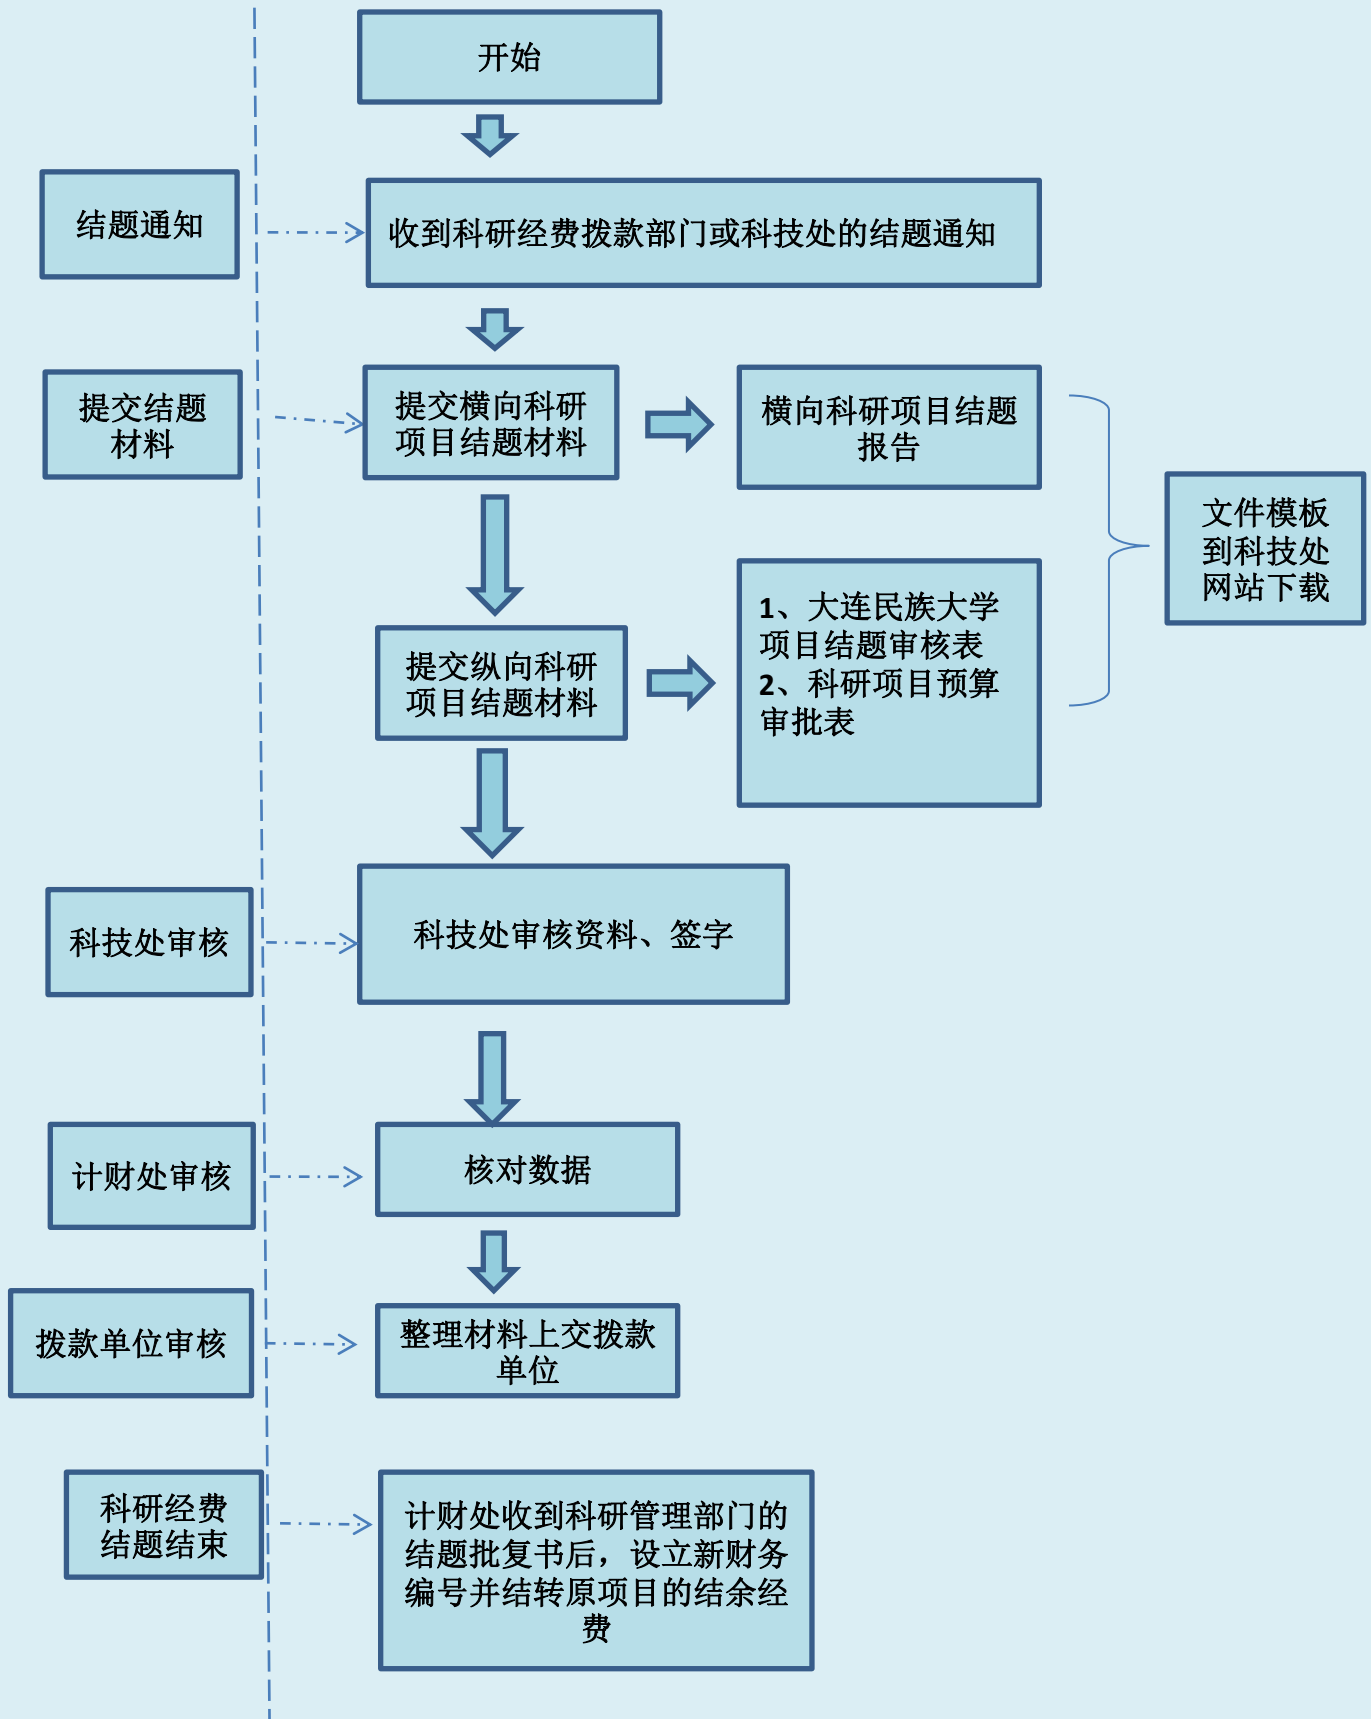 开始
结题通知
收到科研经费拨款部门或科技处的结题通知
提交结题
材料
提交横向科研
项目结题材料
横向科研项目结题
报告
文件模板
到科技处
网站下载
提交纵向科研
项目结题材料
1、大连民族大学
项目结题审核表
2、科研项目预算
审批表
科技处审核
科技处审核资料、签字
计财处审核
核对数据
拨款单位审核
整理材料上交拨款
单位
科研经费
结题结束
计财处收到科研管理部门的
结题批复书后，设立新财务
编号并结转原项目的结余经
费